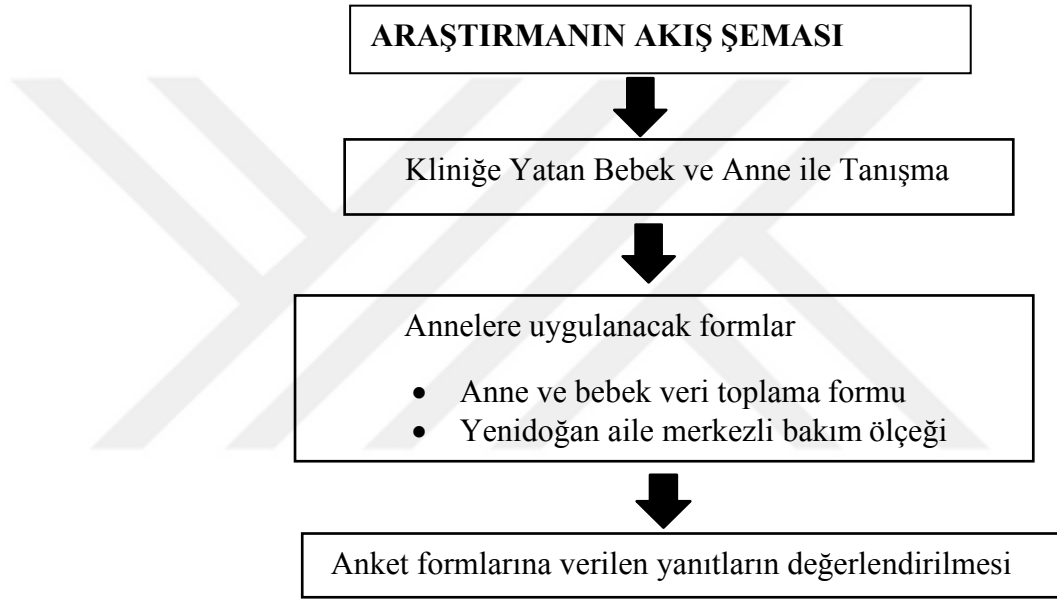 ARAŞTIRMANIN AKIŞ ŞEMASI
Kliniğe Yatan Bebek ve Anne ile Tanışma
Annelere uygulanacak formlar
• Anne ve bebek veri toplama formu
• Yenidoğan aile merkezli bakım ölçeği
Anket formlarına verilen yanıtların değerlendirilmesi